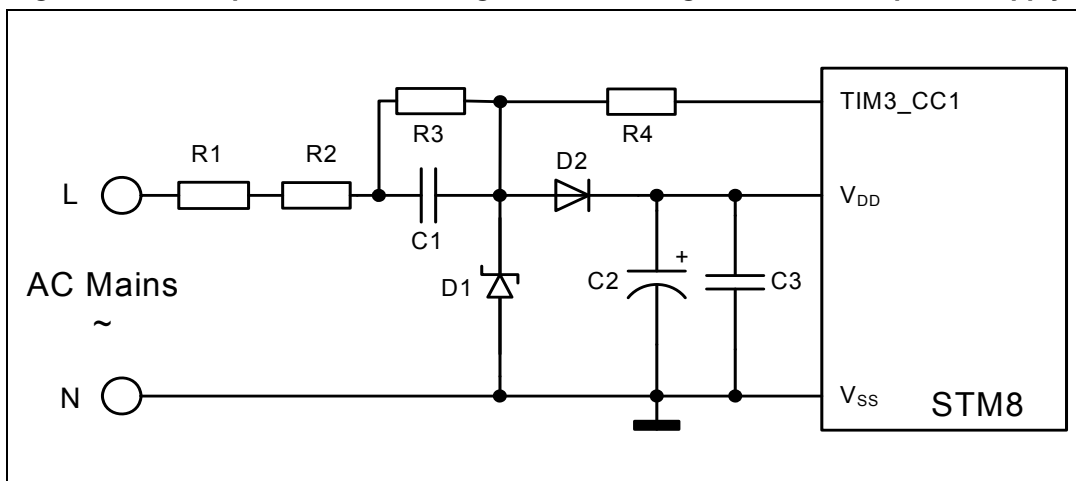 TIM3_CC1
R3
R4
R1
R2
D2
L
VDD
C1
+
AC Mains
D1
C2
C3
~
N
VSS
STM8